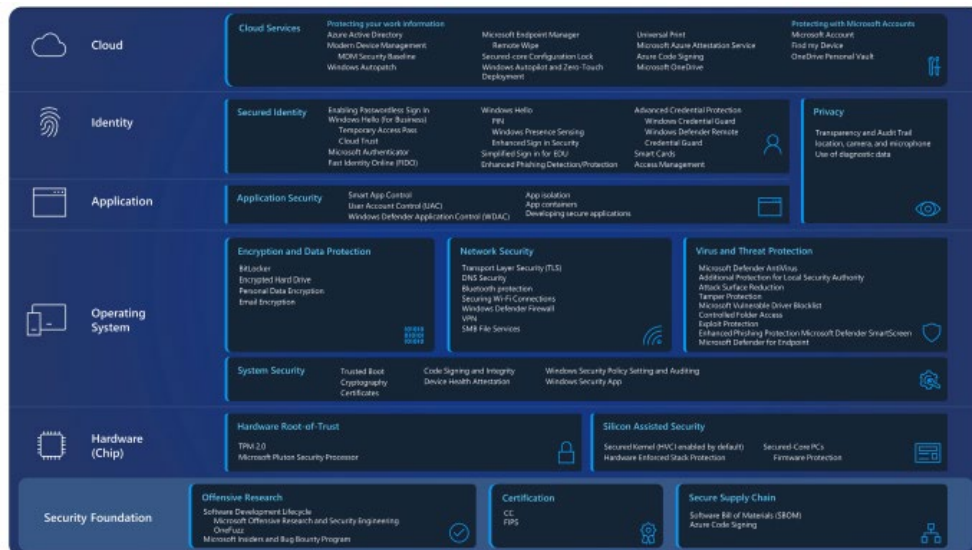 Cloud
Cloud Services
Protecting your work information
Azure Active Directory
Modern Device Management
MDM Security Baseline
Windows Autopatch
Microsoft Endpoint Manager
Remote Wipe
Secured-core Configuration Lock
Windows Autopilot and Zero-Touch
Deployment
Universal Print
Microsoft Azure Attestation Service
Azure Code Signing
Microsoft OneDrive
Protecting with Microsoft Accounts
Microsoft Account
Find my Device
OneDrive Personal Vault
Identity
Secured Identity
Enabling Passwordless Sign In
Windows Hello (for Business)
Temporary Access Pass
Cloud Trust
Microsoft Authenticator
Fast Identity Online (FIDO)
Windows Hello
PIN
Windows Presence Sensing
Enhanced Sign in Security
Simplified Sign in for EDU
Enhanced Phishing Detection/Protection
Advanced Credential Protection
Windows Credential Guard
Windows Defender Remote
Credential Guard
Smart Cards
Access Management
Privacy
Transparency and Audit Trail
location, camera, and microphone
Use of diagnostic data
Application
Application Security
Smart App Control
User Account Control (UAC)
Windows Defender Application Control (WDAC)
App isolation
App containers
Developing secure applications
Operating
System
Encryption and Data Protection
BitLocker
Encrypted Hard Drive
Personal Data Encryption
Email Encryption
010101
010101
010101
Network Security
Transport Layer Security (TLS)
DNS Security
Bluetooth protection
Securing Wi-Fi Connections
Windows Defender Firewall
VPN
SMB File Services
Virus and Threat Protection
Microsoft Defender AntiVirus
Additional Protection for Local Security Authority
Attack Surface Reduction
Tamper Protection
Microsoft Vulnerable Driver Blocklist
Controlled Folder Access
Exploit Protection
Enhanced Phishing Protection Microsoft Defender SmartScreen
Microsoft Defender for Endpoint
System Security
Trusted Boot
Cryptography
Certificates
Code Signing and Integrity
Device Health Attestation
Windows Security Policy Setting and Auditing
Windows Security App
Hardware
(Chip)
Hardware Root-of-Trust
TPM 2.0
Microsoft Pluton Security Processor
Silicon Assisted Security
Secured Kernel (HVCI enabled by default)
Hardware Enforced Stack Protection
Secured-Core PCs
Firmware Protection
Security Foundation
Offensive Research
Software Development Lifecycle
Microsoft Offensive Research and Security Engineering
OneFuzz
Microsoft Insiders and Bug Bounty Program
Certification
CC
FIPS
Secure Supply Chain
Software Bill of Materials (SBOM)
Azure Code Signing